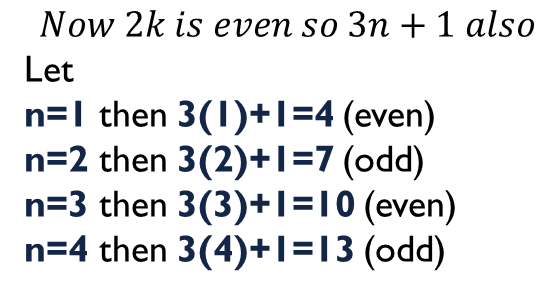 Now 2k is even so 3n + 1 also
Let
n=1 then 3(1)+1=4 (even)
n=2 then 3(2)+1=7 (odd)
n=3 then 3(3)+1=10 (even)
n=4 then 3(4)+1=13 (odd)